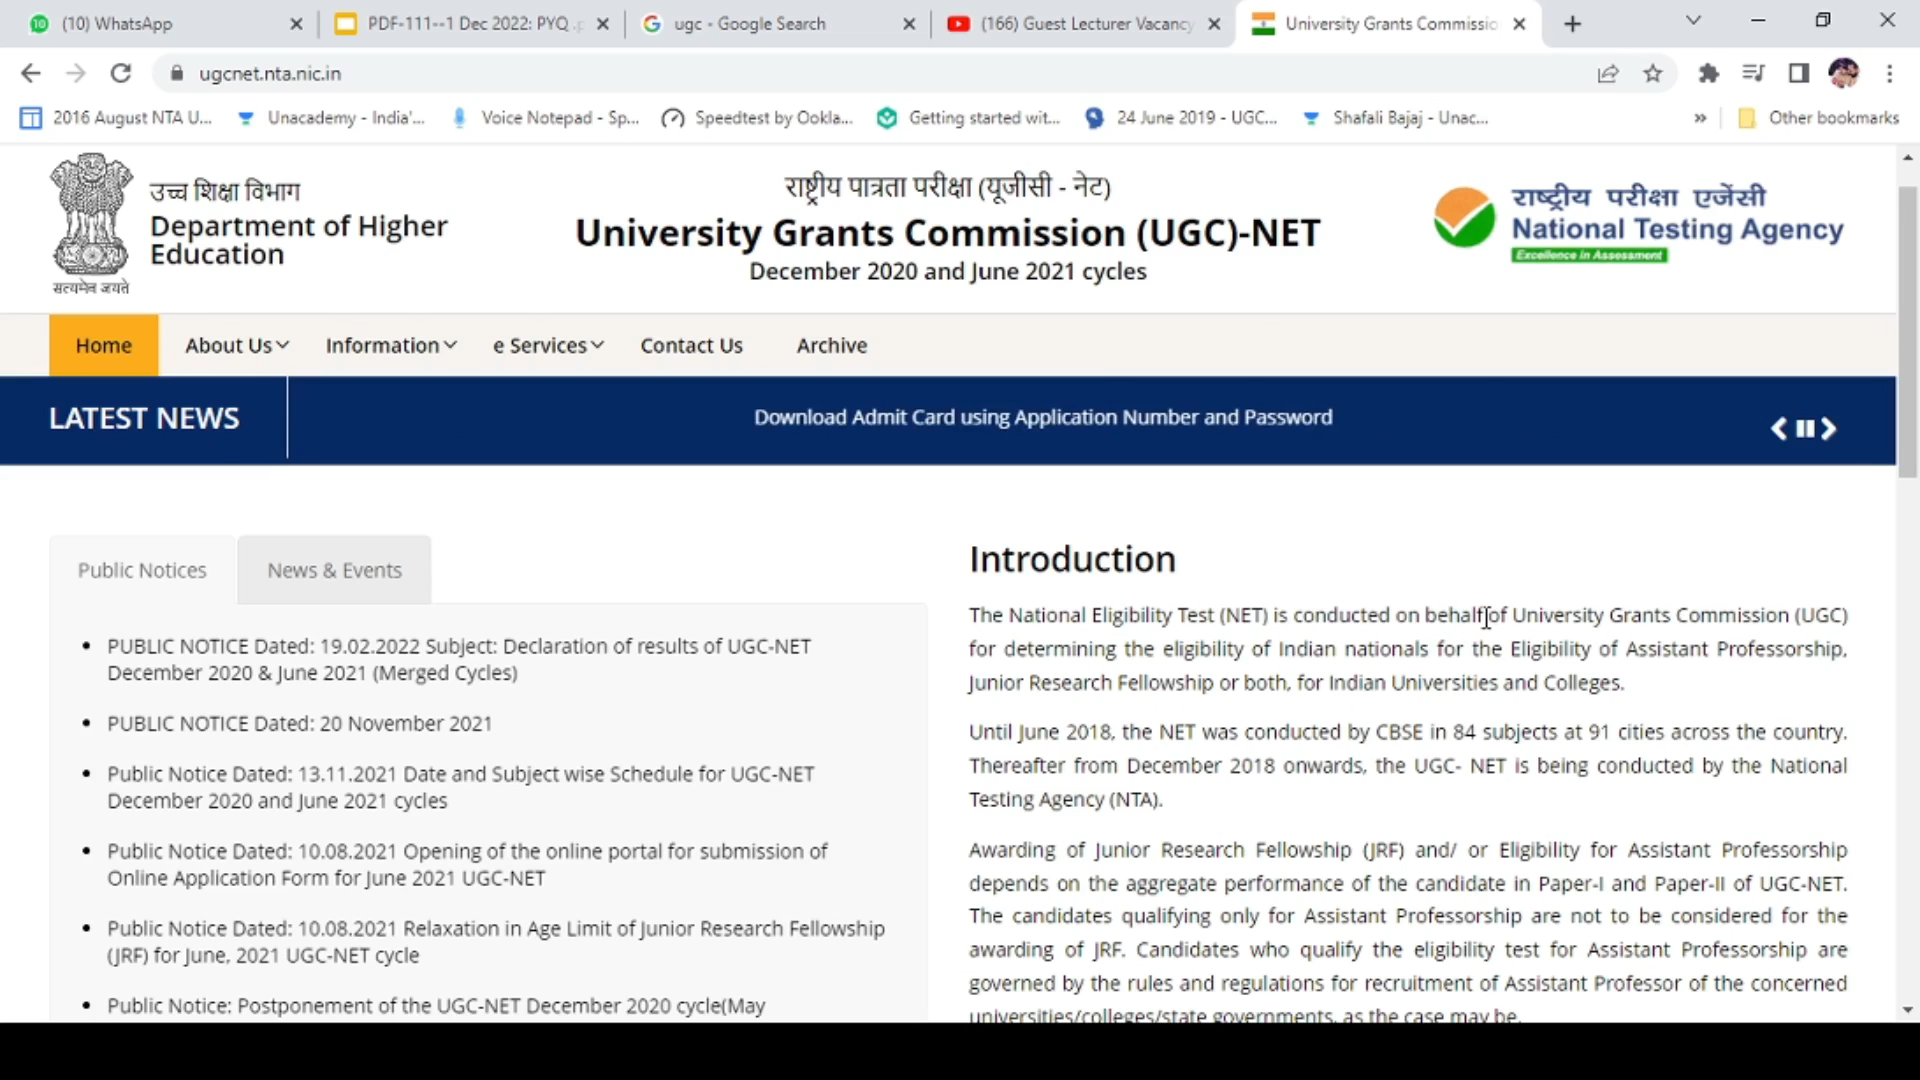 (10) WhatsApp
PDF-111--1 Dec 2022: PYQ .p
ugc - Google Search
(166) Guest Lecturer Vacancy
University Grants Commissio
ugcnet.nta.nic.in
2016 August NTA U...
Unacademy - India'...
Voice Notepad - Sp...
Speedtest by Ookla...
Getting started wit...
24 June 2019 - UGC...
Shafali Bajaj - Unac...
Other bookmarks
उच्च शिक्षा विभाग
Department of Higher
Education
सत्यमेव जयते
राष्ट्रीय पात्रता परीक्षा (यूजीसी - नेट)
University Grants Commission (UGC)-NET
December 2020 and June 2021 cycles
राष्ट्रीय परीक्षा एजेंसी
National Testing Agency
Excellence in Assessment
Home
About Us
Information
e Services
Contact Us
Archive
LATEST NEWS
Download Admit Card using Application Number and Password
Public Notices
News & Events
PUBLIC NOTICE Dated: 19.02.2022 Subject: Declaration of results of UGC-NET
December 2020 & June 2021 (Merged Cycles)
PUBLIC NOTICE Dated: 20 November 2021
Public Notice Dated: 13.11.2021 Date and Subject wise Schedule for UGC-NET
December 2020 and June 2021 cycles
Public Notice Dated: 10.08.2021 Opening of the online portal for submission of
Online Application Form for June 2021 UGC-NET
Public Notice Dated: 10.08.2021 Relaxation in Age Limit of Junior Research Fellowship
(JRF) for June, 2021 UGC-NET cycle
Public Notice: Postponement of the UGC-NET December 2020 cycle(May
Introduction
The National Eligibility Test (NET) is conducted on behalf of University Grants Commission (UGC)
for determining the eligibility of Indian nationals for the Eligibility of Assistant Professorship,
Junior Research Fellowship or both, for Indian Universities and Colleges.
Until June 2018, the NET was conducted by CBSE in 84 subjects at 91 cities across the country.
Thereafter from December 2018 onwards, the UGC- NET is being conducted by the National
Testing Agency (NTA).
Awarding of Junior Research Fellowship (JRF) and/ or Eligibility for Assistant Professorship
depends on the aggregate performance of the candidate in Paper-I and Paper-II of UGC-NET.
The candidates qualifying only for Assistant Professorship are not to be considered for the
awarding of JRF. Candidates who qualify the eligibility test for Assistant Professorship are
governed by the rules and regulations for recruitment of Assistant Professor of the concerned
universities/colleges/state governments, as the case may be.